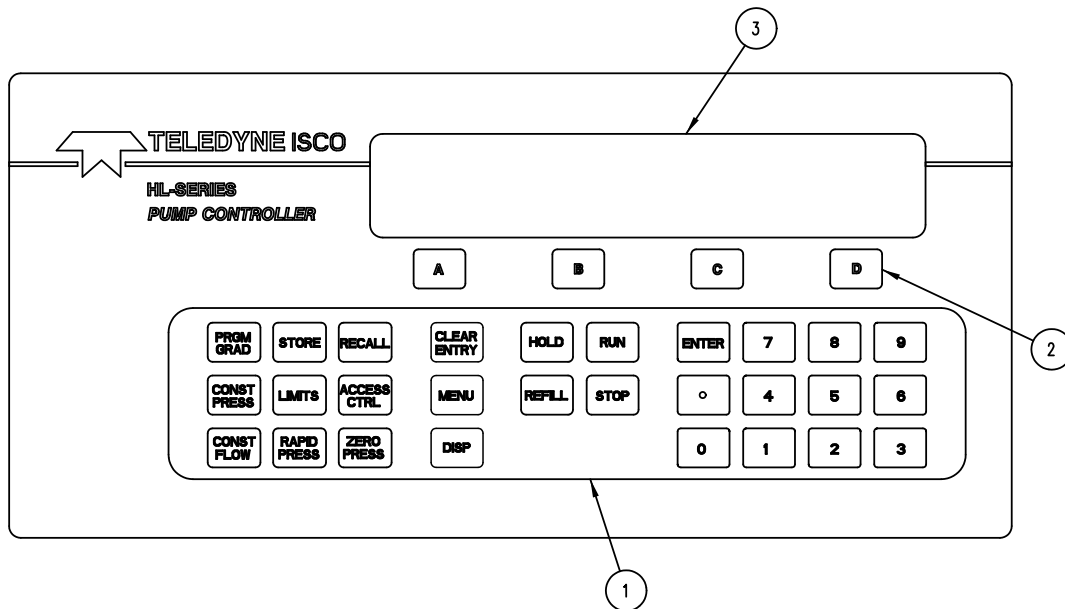 3
TELEDYNE ISCO
HL-SERIES
PUMP CONTROLLER
A B C D
2
PRGM GRAD STORE RECALL CLEAR ENTRY HOLD RUN ENTER 7 8 9
CONST PRESS LIMITS ACCESS CTRL MENU REFILL STOP 4 5 6
CONST FLOW RAPID PRESS ZERO PRESS DISP 0 1 2 3
1